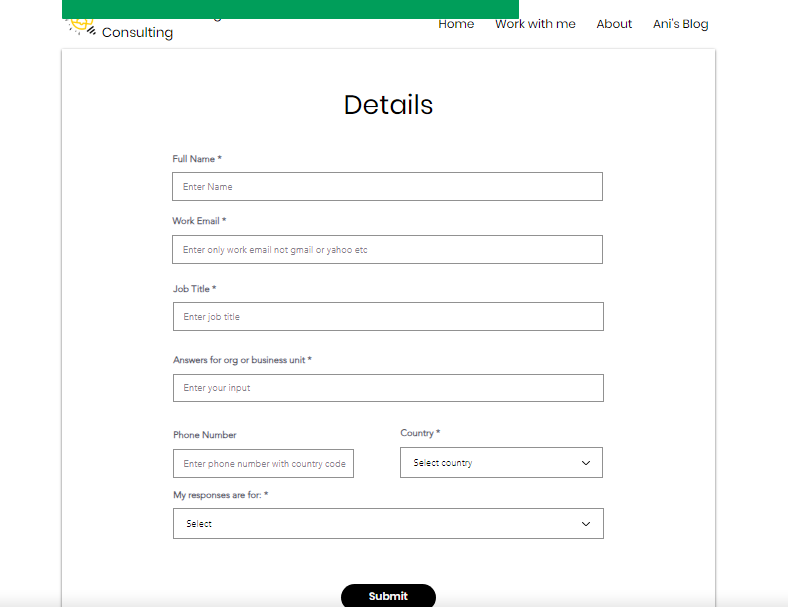 Consulting
Home Work with me About Ani's Blog
Details
Full Name *
Enter Name
Work Email *
Enter only work email not gmail or yahoo etc
Job Title *
Enter job title
Answers for org or business unit *
Enter your input
Phone Number
Country *
Enter phone number with country code
Select country
My responses are for: *
Select
Submit